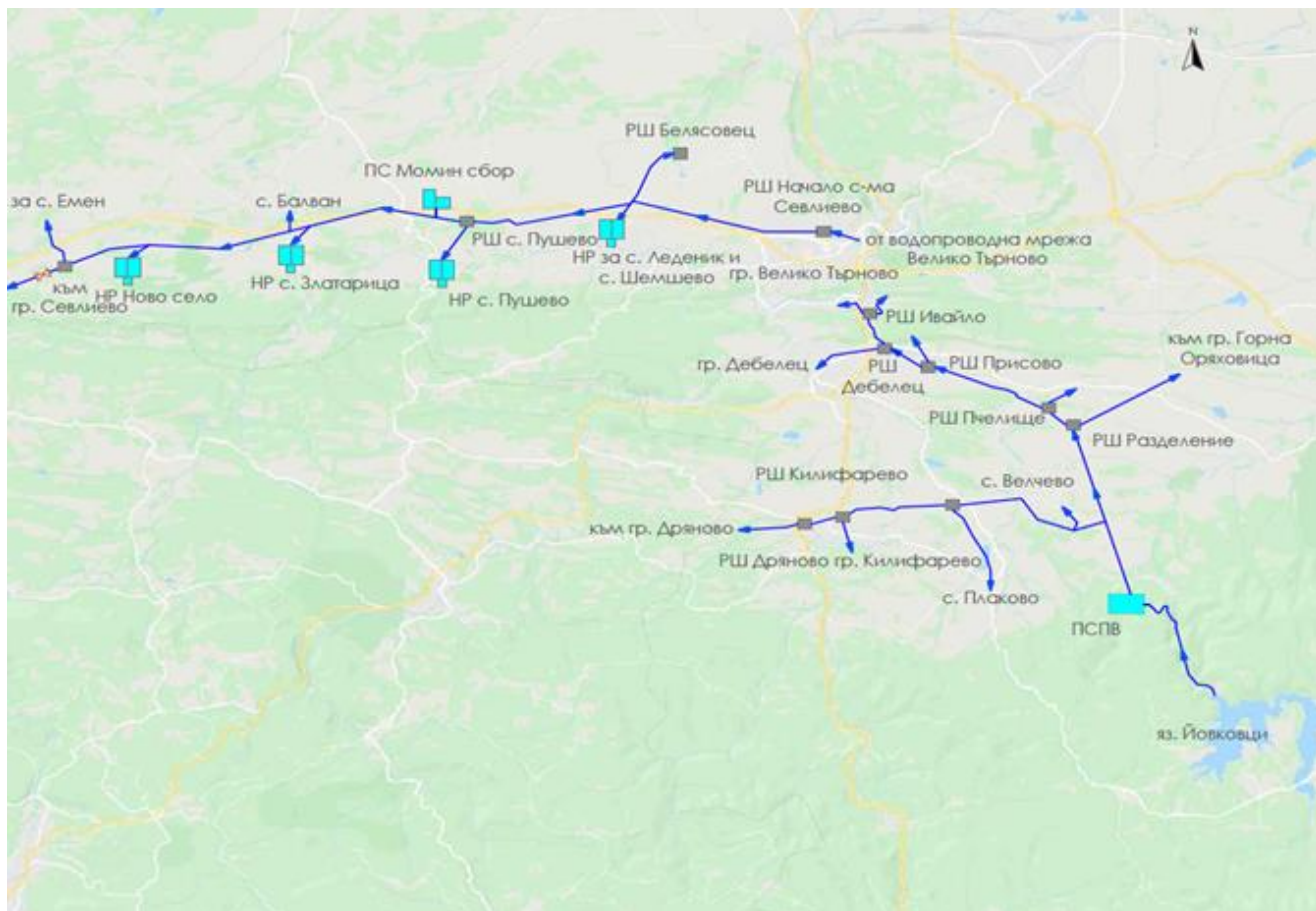 N
РШ Белясовец
ПС Момин сбор
за с. Емен
с. Балван
РШ Начало с-ма
Севлиево
РШ с. Пушево
от водопроводна мрежа
Велико Търново
НР за с. Леденик и
с. Шемшево
гр. Велико Търново
НР с. Златарица
НР с. Пушево
НР Ново село
към
гр. Севлиево
РШ Ивайло
към гр. Горна
Оряховица
гр. Дебелец
РШ
Дебелец
РШ Присово
РШ Пчелище
РШ Разделение
РШ Килифарево
с. Велчево
към гр. Дряново
РШ Дряново
гр. Килифарево
с. Плаково
ПСПВ
яз. Йовковци